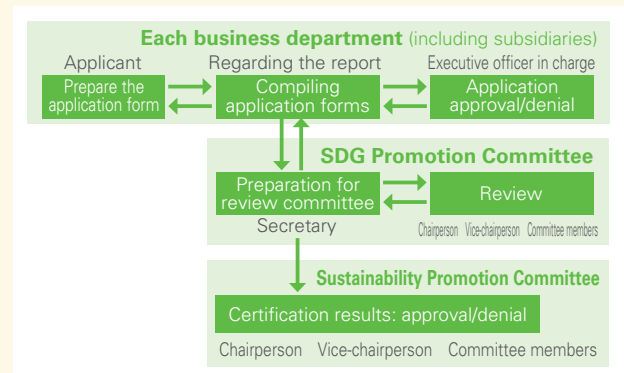 Each business department (including subsidiaries)
Applicant
Regarding the report
Executive officer in charge
Prepare the
application form
Compiling
application forms
Application
approval/denial
SDG Promotion Committee
Preparation for
review committee
Review
Secretary
Chairperson Vice-chairperson Committee members
Sustainability Promotion Committee
Certification results: approval/denial
Chairperson Vice-chairperson Committee members